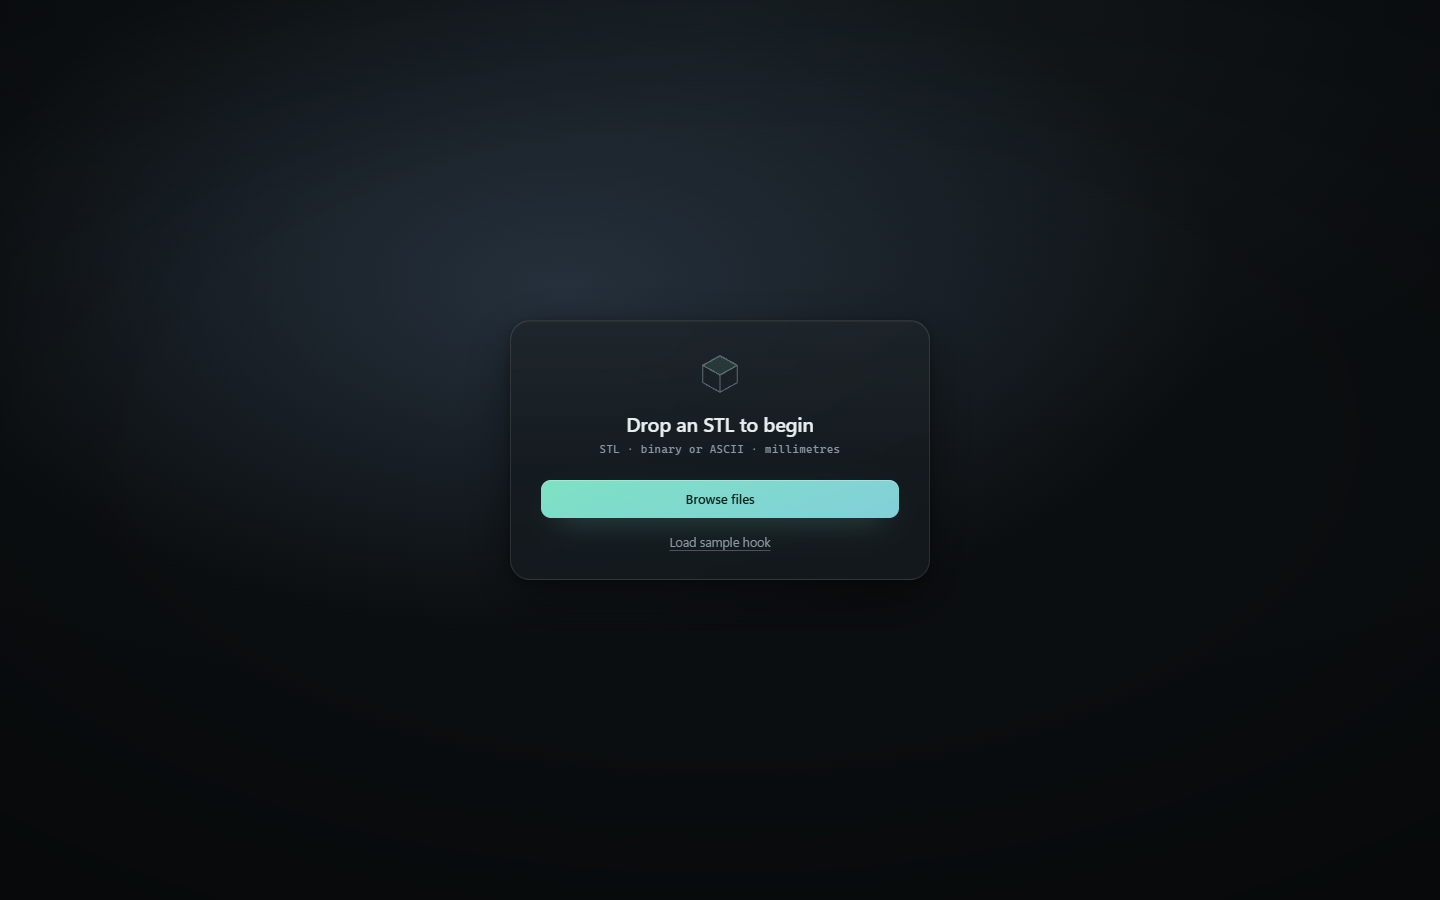 Drop an STL to begin
STL · binary or ASCII · millimetres
Browse files
Load sample hook